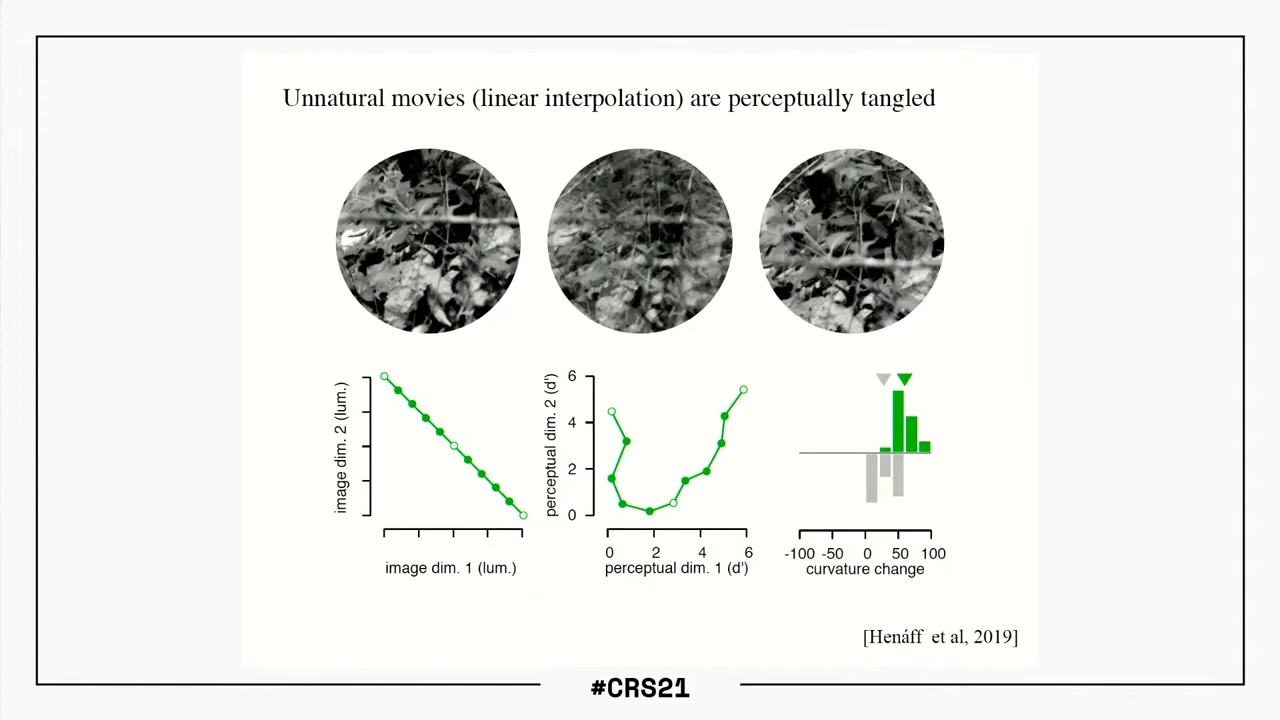 Unnatural movies (linear interpolation) are perceptually tangled
image dim. 2 (lum.)
image dim. 1 (lum.)
perceptual dim. 2 (d')
6
4
2
0
0 2 4 6
perceptual dim. 1 (d')
-100 -50 0 50 100
curvature change
[Henáff et al, 2019]
#CRS21